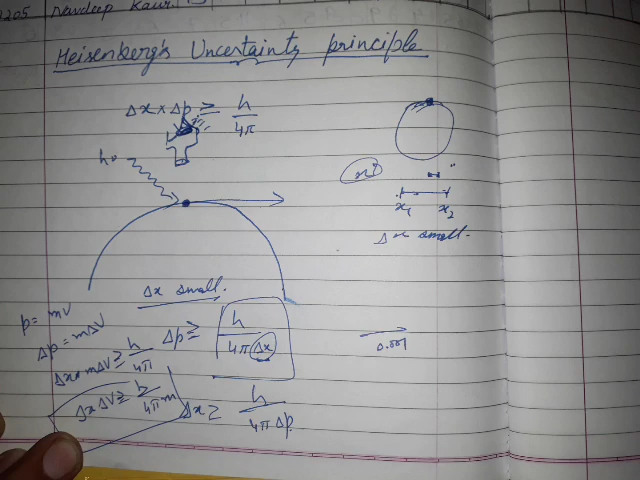 2205 Navdeep Kaur
Heisenberg's Uncertainty principle
Δx × Δp ≥ h/4π
x₁ x₂
Δx small.
Δx small.
p = mV
Δp = mΔV
Δx × mΔV ≥ h/4π
Δx ΔV ≥ h/4πm
Δp ≥ h/4πΔx
0.001
Δx ≥ h/4πΔp